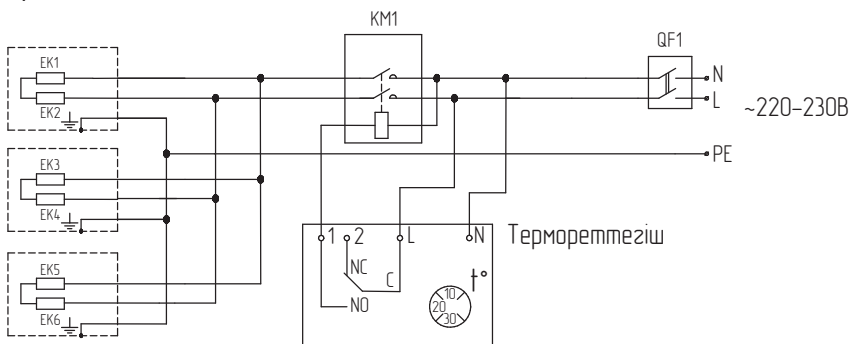 KM1
QF1
EK1
EK2
N
L
~220-230В
PE
EK3
EK4
EK5
EK6
1 2 L N Термореттегіш
NC
C
NO
t°
10
20
30